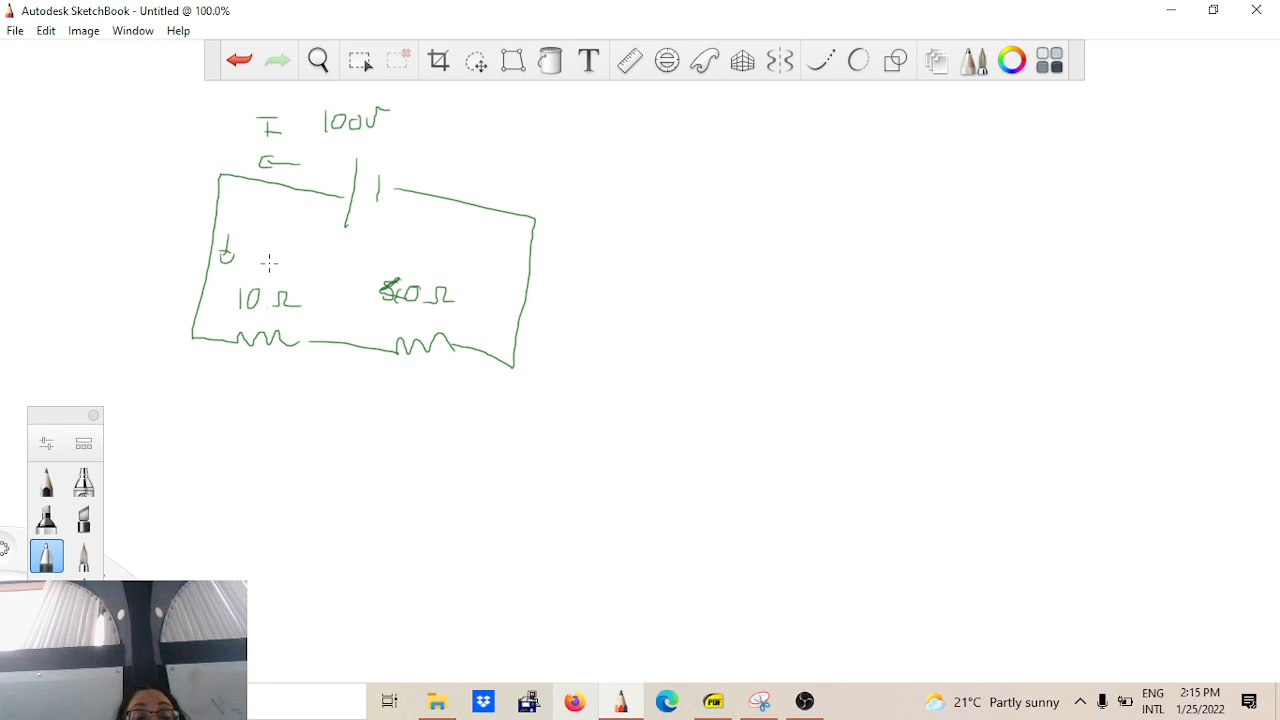 Autodesk SketchBook - Untitled @ 100.0%
File Edit Image Window Help
T
I 100V
10 Ω
PDF
21°C Partly sunny
ENG
INTL
2:15 PM
1/25/2022